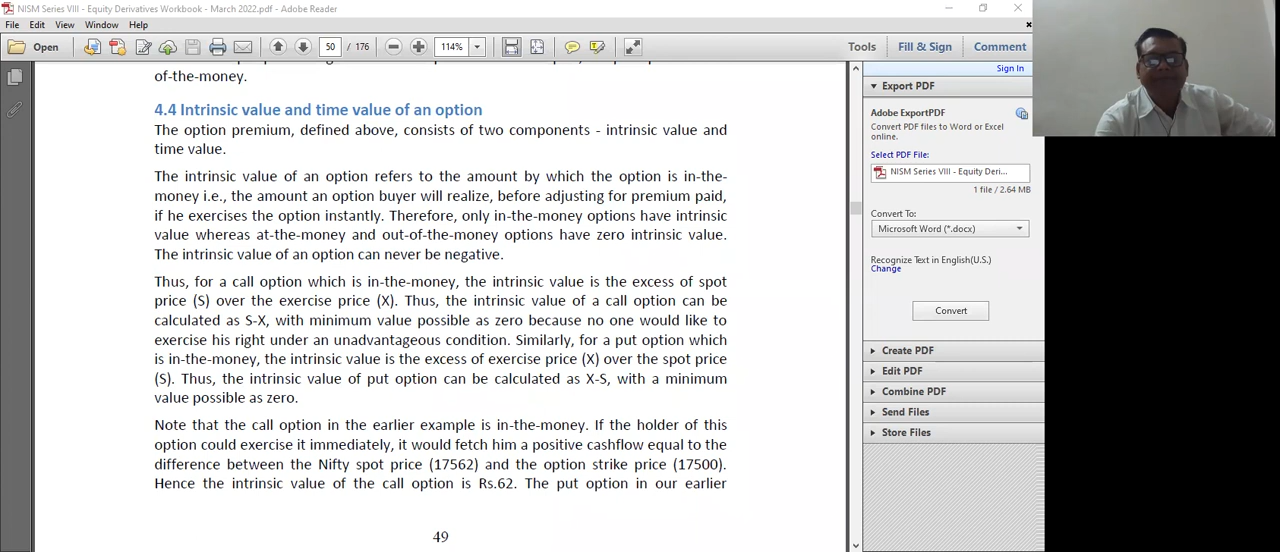 NISM Series VIII - Equity Derivatives Workbook - March 2022.pdf - Adobe Reader
File Edit View Window Help
Open 50 / 176 114% Tools Fill & Sign Comment
Sign In
of-the-money.
4.4 Intrinsic value and time value of an option
The option premium, defined above, consists of two components - intrinsic value and
time value.
The intrinsic value of an option refers to the amount by which the option is in-the-
money i.e., the amount an option buyer will realize, before adjusting for premium paid,
if he exercises the option instantly. Therefore, only in-the-money options have intrinsic
value whereas at-the-money and out-of-the-money options have zero intrinsic value.
The intrinsic value of an option can never be negative.
Thus, for a call option which is in-the-money, the intrinsic value is the excess of spot
price (S) over the exercise price (X). Thus, the intrinsic value of a call option can be
calculated as S-X, with minimum value possible as zero because no one would like to
exercise his right under an unadvantageous condition. Similarly, for a put option which
is in-the-money, the intrinsic value is the excess of exercise price (X) over the spot price
(S). Thus, the intrinsic value of put option can be calculated as X-S, with a minimum
value possible as zero.
Note that the call option in the earlier example is in-the-money. If the holder of this
option could exercise it immediately, it would fetch him a positive cashflow equal to the
difference between the Nifty spot price (17562) and the option strike price (17500).
Hence the intrinsic value of the call option is Rs.62. The put option in our earlier
49
Export PDF
Adobe ExportPDF
Convert PDF files to Word or Excel
online.
Select PDF File:
NISM Series VIII - Equity Deri...
1 file / 2.64 MB
Convert To:
Microsoft Word (*.docx)
Recognize Text in English(U.S.)
Change
Convert
Create PDF
Edit PDF
Combine PDF
Send Files
Store Files